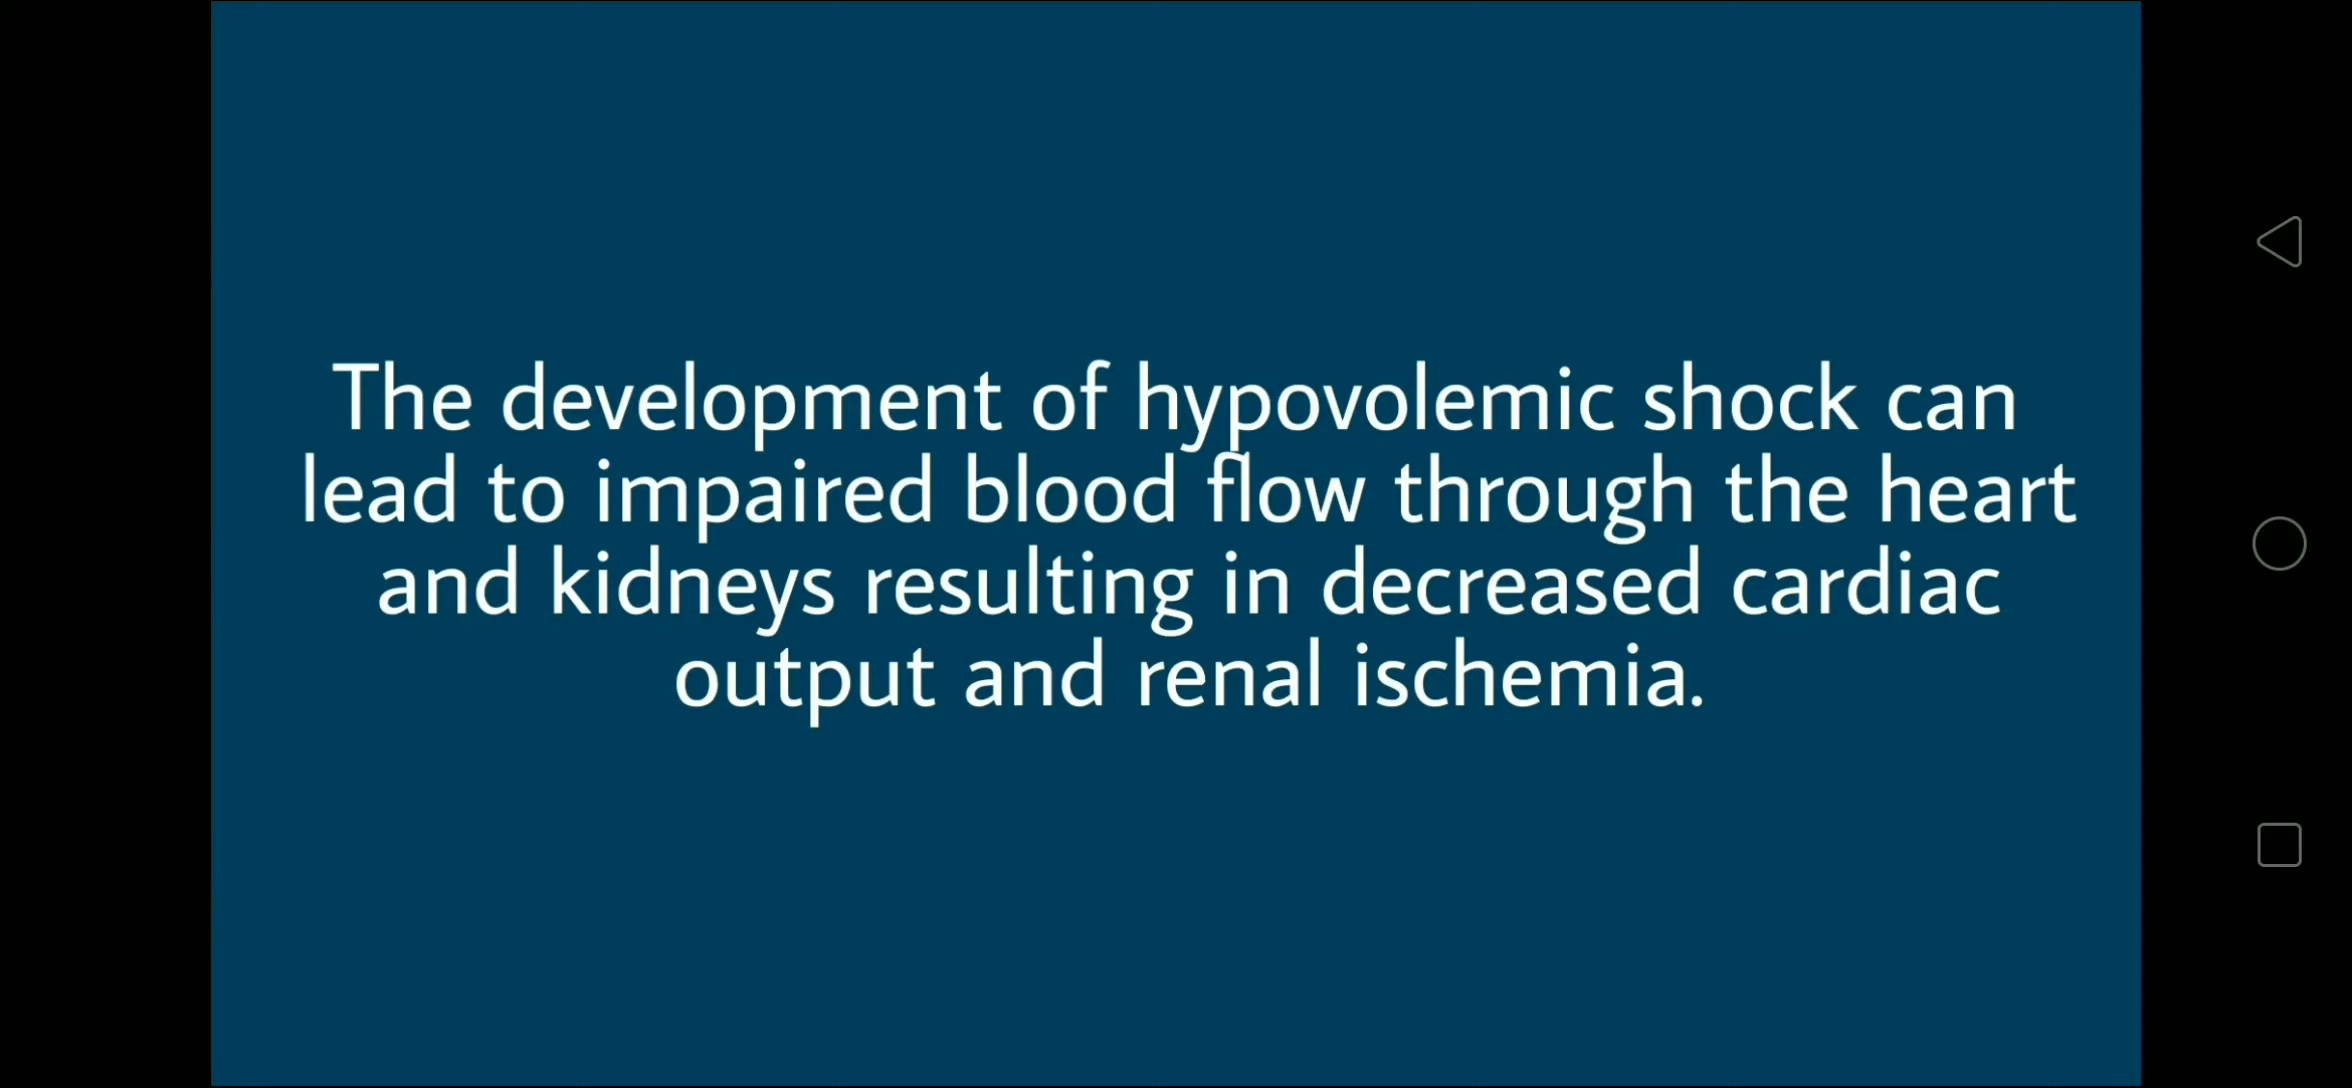 The development of hypovolemic shock can
lead to impaired blood flow through the heart
and kidneys resulting in decreased cardiac
output and renal ischemia.